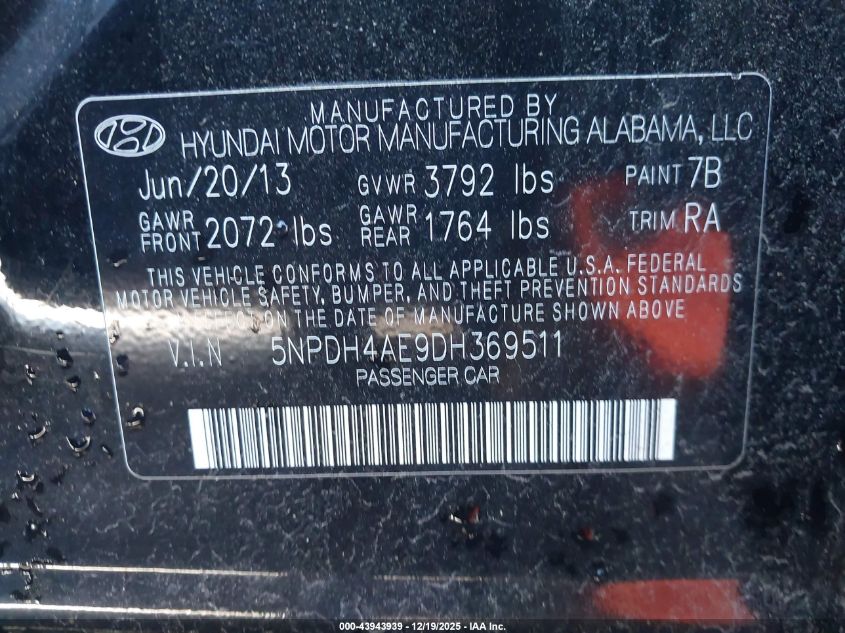 MANUFACTURED BY
HYUNDAI MOTOR MANUFACTURING ALABAMA, LLC
Jun/20/13 GVWR 3792 lbs PAINT 7B
GAWR FRONT 2072 lbs GAWR REAR 1764 lbs TRIM RA
THIS VEHICLE CONFORMS TO ALL APPLICABLE U.S.A. FEDERAL
MOTOR VEHICLE SAFETY, BUMPER, AND THEFT PREVENTION STANDARDS
IN EFFECT ON THE DATE OF MANUFACTURE SHOWN ABOVE
V.I.N 5NPDH4AE9DH369511
PASSENGER CAR
000-43943939 - 12/19/2025 - IAA Inc.